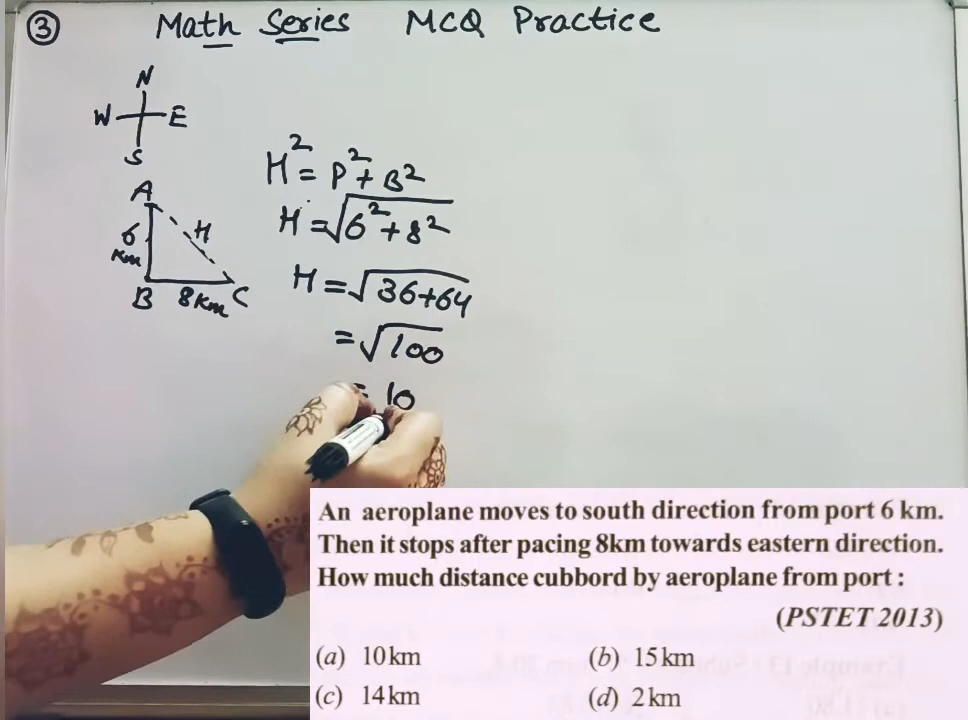 ③ Math Series MCQ Practice
N
W E
S
A
6 km
H
B 8 km C
H² = P² + B²
H = √6² + 8²
H = √36+64
= √100
= 10
An aeroplane moves to south direction from port 6 km.
Then it stops after pacing 8km towards eastern direction.
How much distance cubbord by aeroplane from port :
(PSTET 2013)
(a) 10 km (b) 15 km
(c) 14 km (d) 2 km